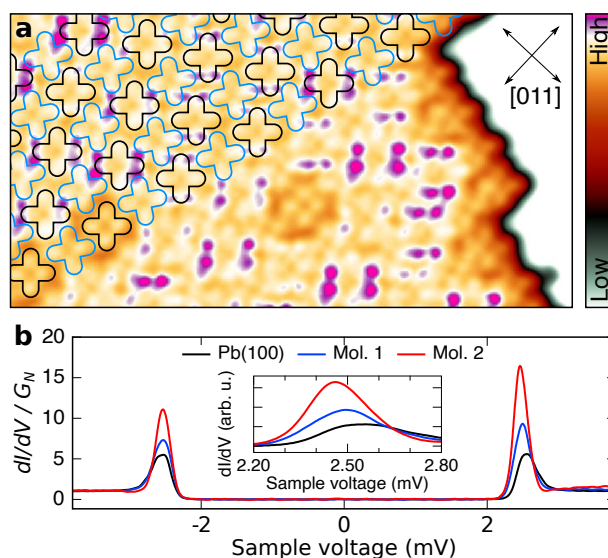 a
[011]
High
Low
b
Pb(100) Mol. 1 Mol. 2
20
15
10
5
0
dI/dV / G_N
dI/dV (arb. u.)
2.20 2.50 2.80
Sample voltage (mV)
-2 0 2
Sample voltage (mV)